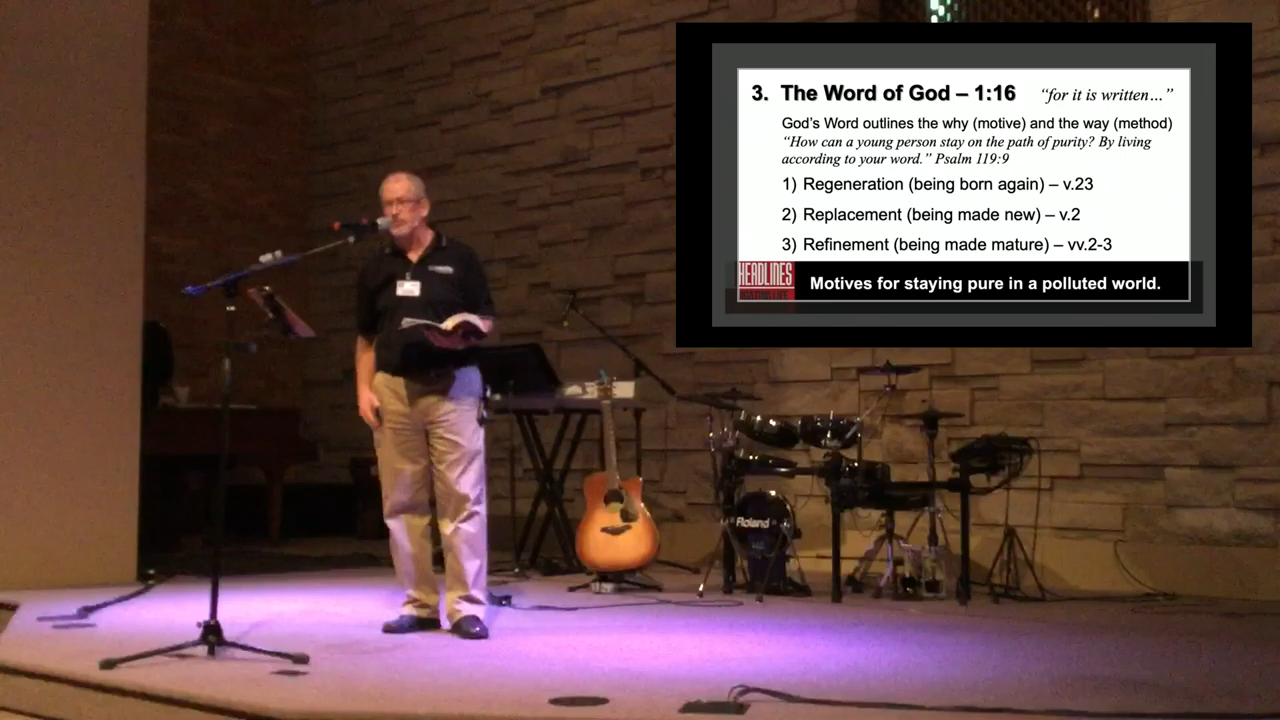 3. The Word of God – 1:16 “for it is written…”
God’s Word outlines the why (motive) and the way (method)
“How can a young person stay on the path of purity? By living
according to your word.” Psalm 119:9
1) Regeneration (being born again) – v.23
2) Replacement (being made new) – v.2
3) Refinement (being made mature) – vv.2-3
HEADLINES
Motives for staying pure in a polluted world.
Roland